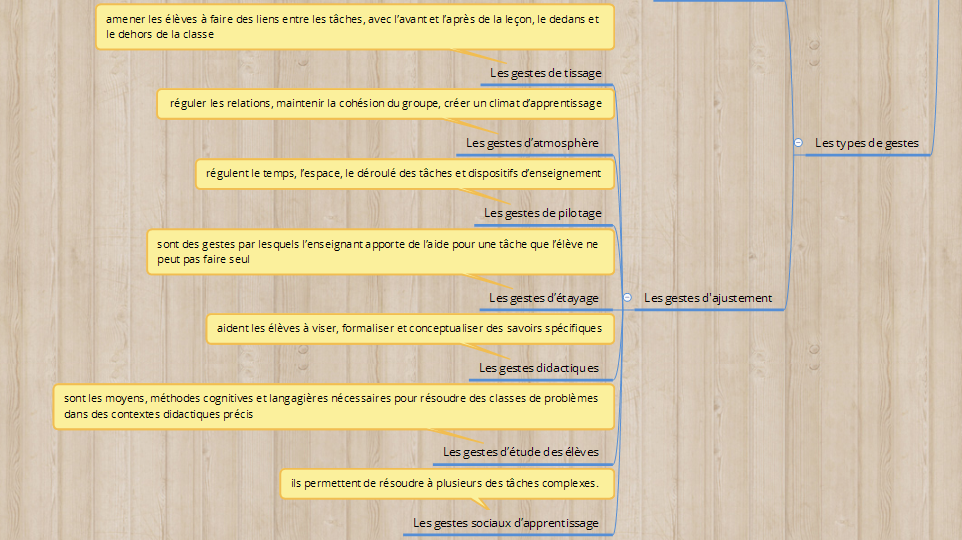 amener les élèves à faire des liens entre les tâches, avec l’avant et l’après de la leçon, le dedans et
le dehors de la classe
Les gestes de tissage
réguler les relations, maintenir la cohésion du groupe, créer un climat d’apprentissage
Les gestes d’atmosphère
Les types de gestes
régulent le temps, l’espace, le déroulé des tâches et dispositifs d’enseignement
Les gestes de pilotage
sont des gestes par lesquels l’enseignant apporte de l’aide pour une tâche que l’élève ne
peut pas faire seul
Les gestes d’étayage
Les gestes d'ajustement
aident les élèves à viser, formaliser et conceptualiser des savoirs spécifiques
Les gestes didactiques
sont les moyens, méthodes cognitives et langagières nécessaires pour résoudre des classes de problèmes
dans des contextes didactiques précis
Les gestes d’étude des élèves
ils permettent de résoudre à plusieurs des tâches complexes.
Les gestes sociaux d’apprentissage